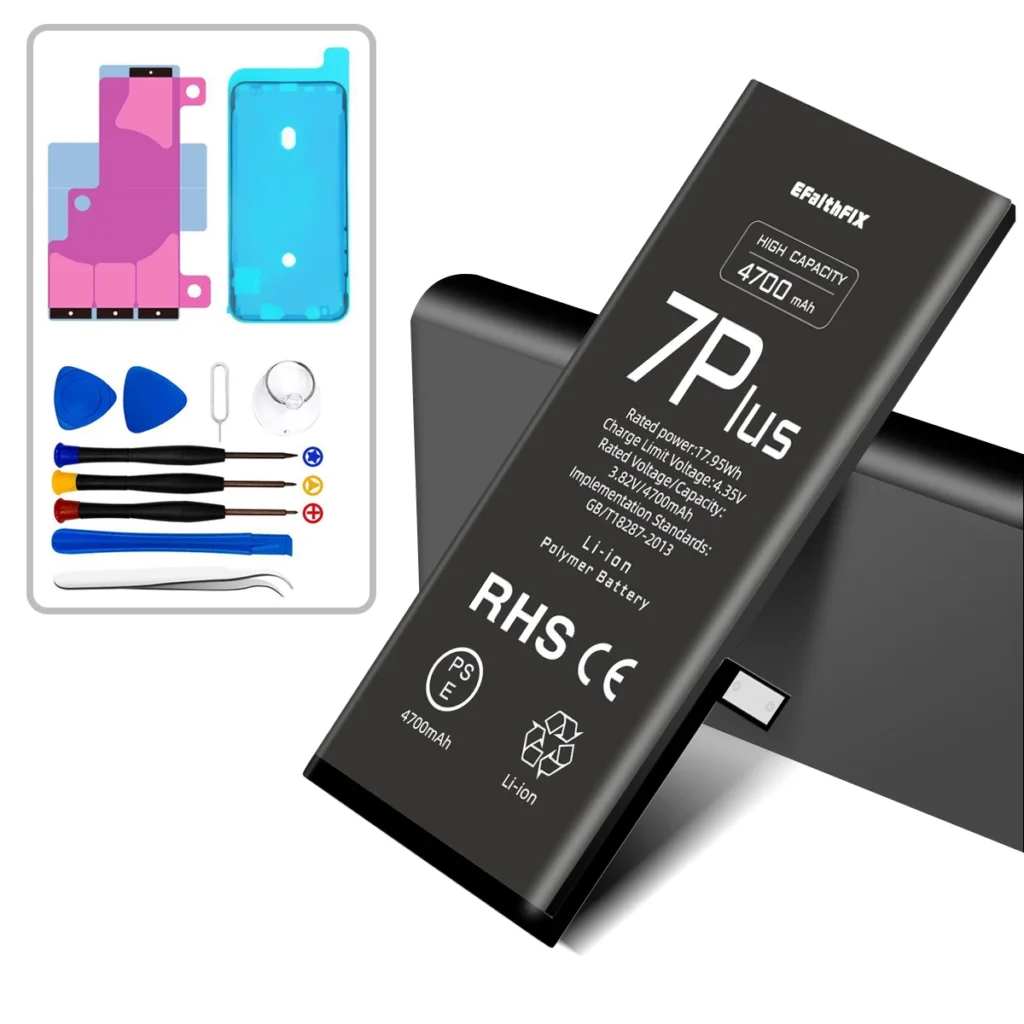 EFaithFIX
HIGH CAPACITY
4700 mAh
7Plus
Rated power:17.95Wh
Charge Limit Voltage:4.35V
Rated Voltage/Capacity:
3.82V/4700mAh
Implementation Standards:
GB/T18287-2013
Li-ion
Polymer Battery
RHS CE
PS
E
4700mAh
Li-ion